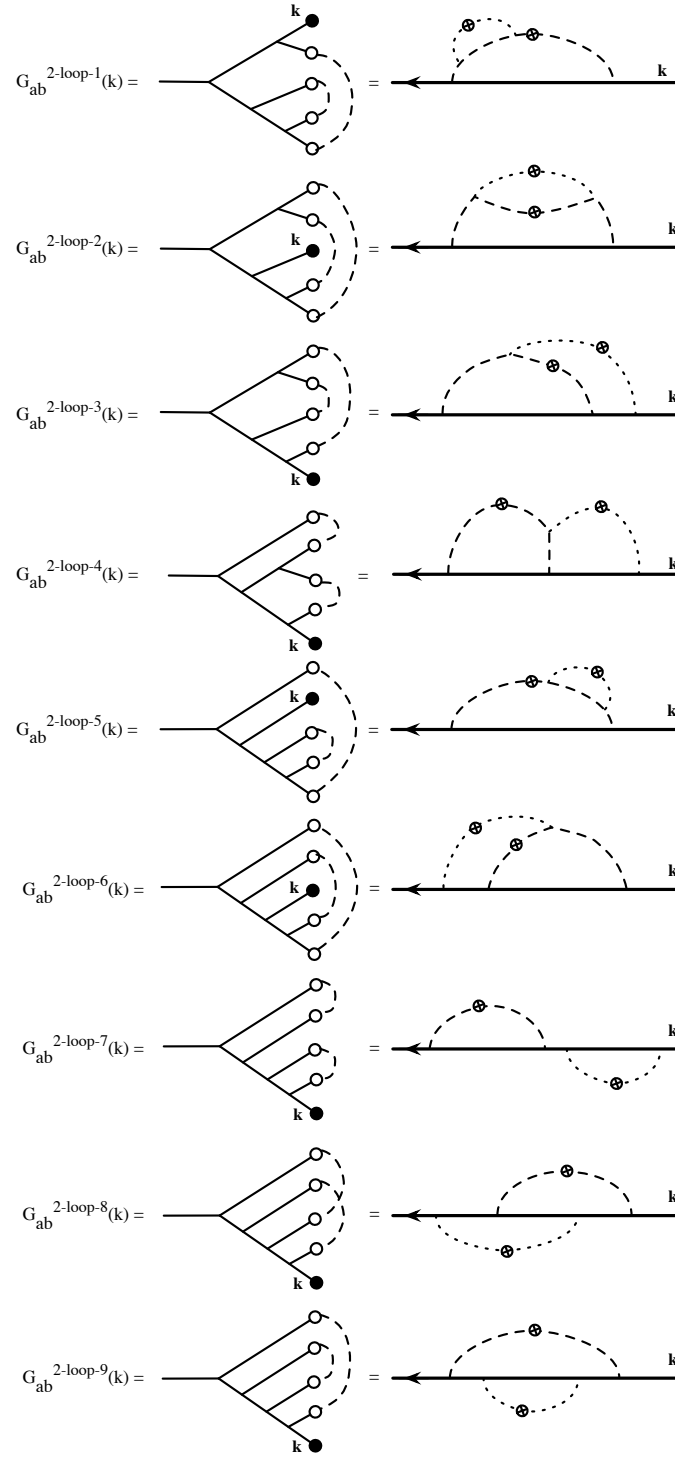 k
G_ab^2-loop-1(k) = = k
k
G_ab^2-loop-2(k) = = k
G_ab^2-loop-3(k) = = k
k
G_ab^2-loop-4(k) = = k
k
k
G_ab^2-loop-5(k) = = k
G_ab^2-loop-6(k) = k = k
G_ab^2-loop-7(k) = = k
k
G_ab^2-loop-8(k) = = k
k
G_ab^2-loop-9(k) = = k
k